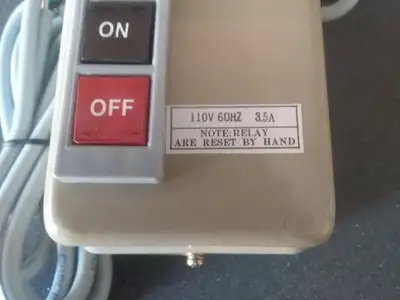 ON
OFF
110V 60HZ 3.5A
NOTE:RELAY
ARE RESET BY HAND